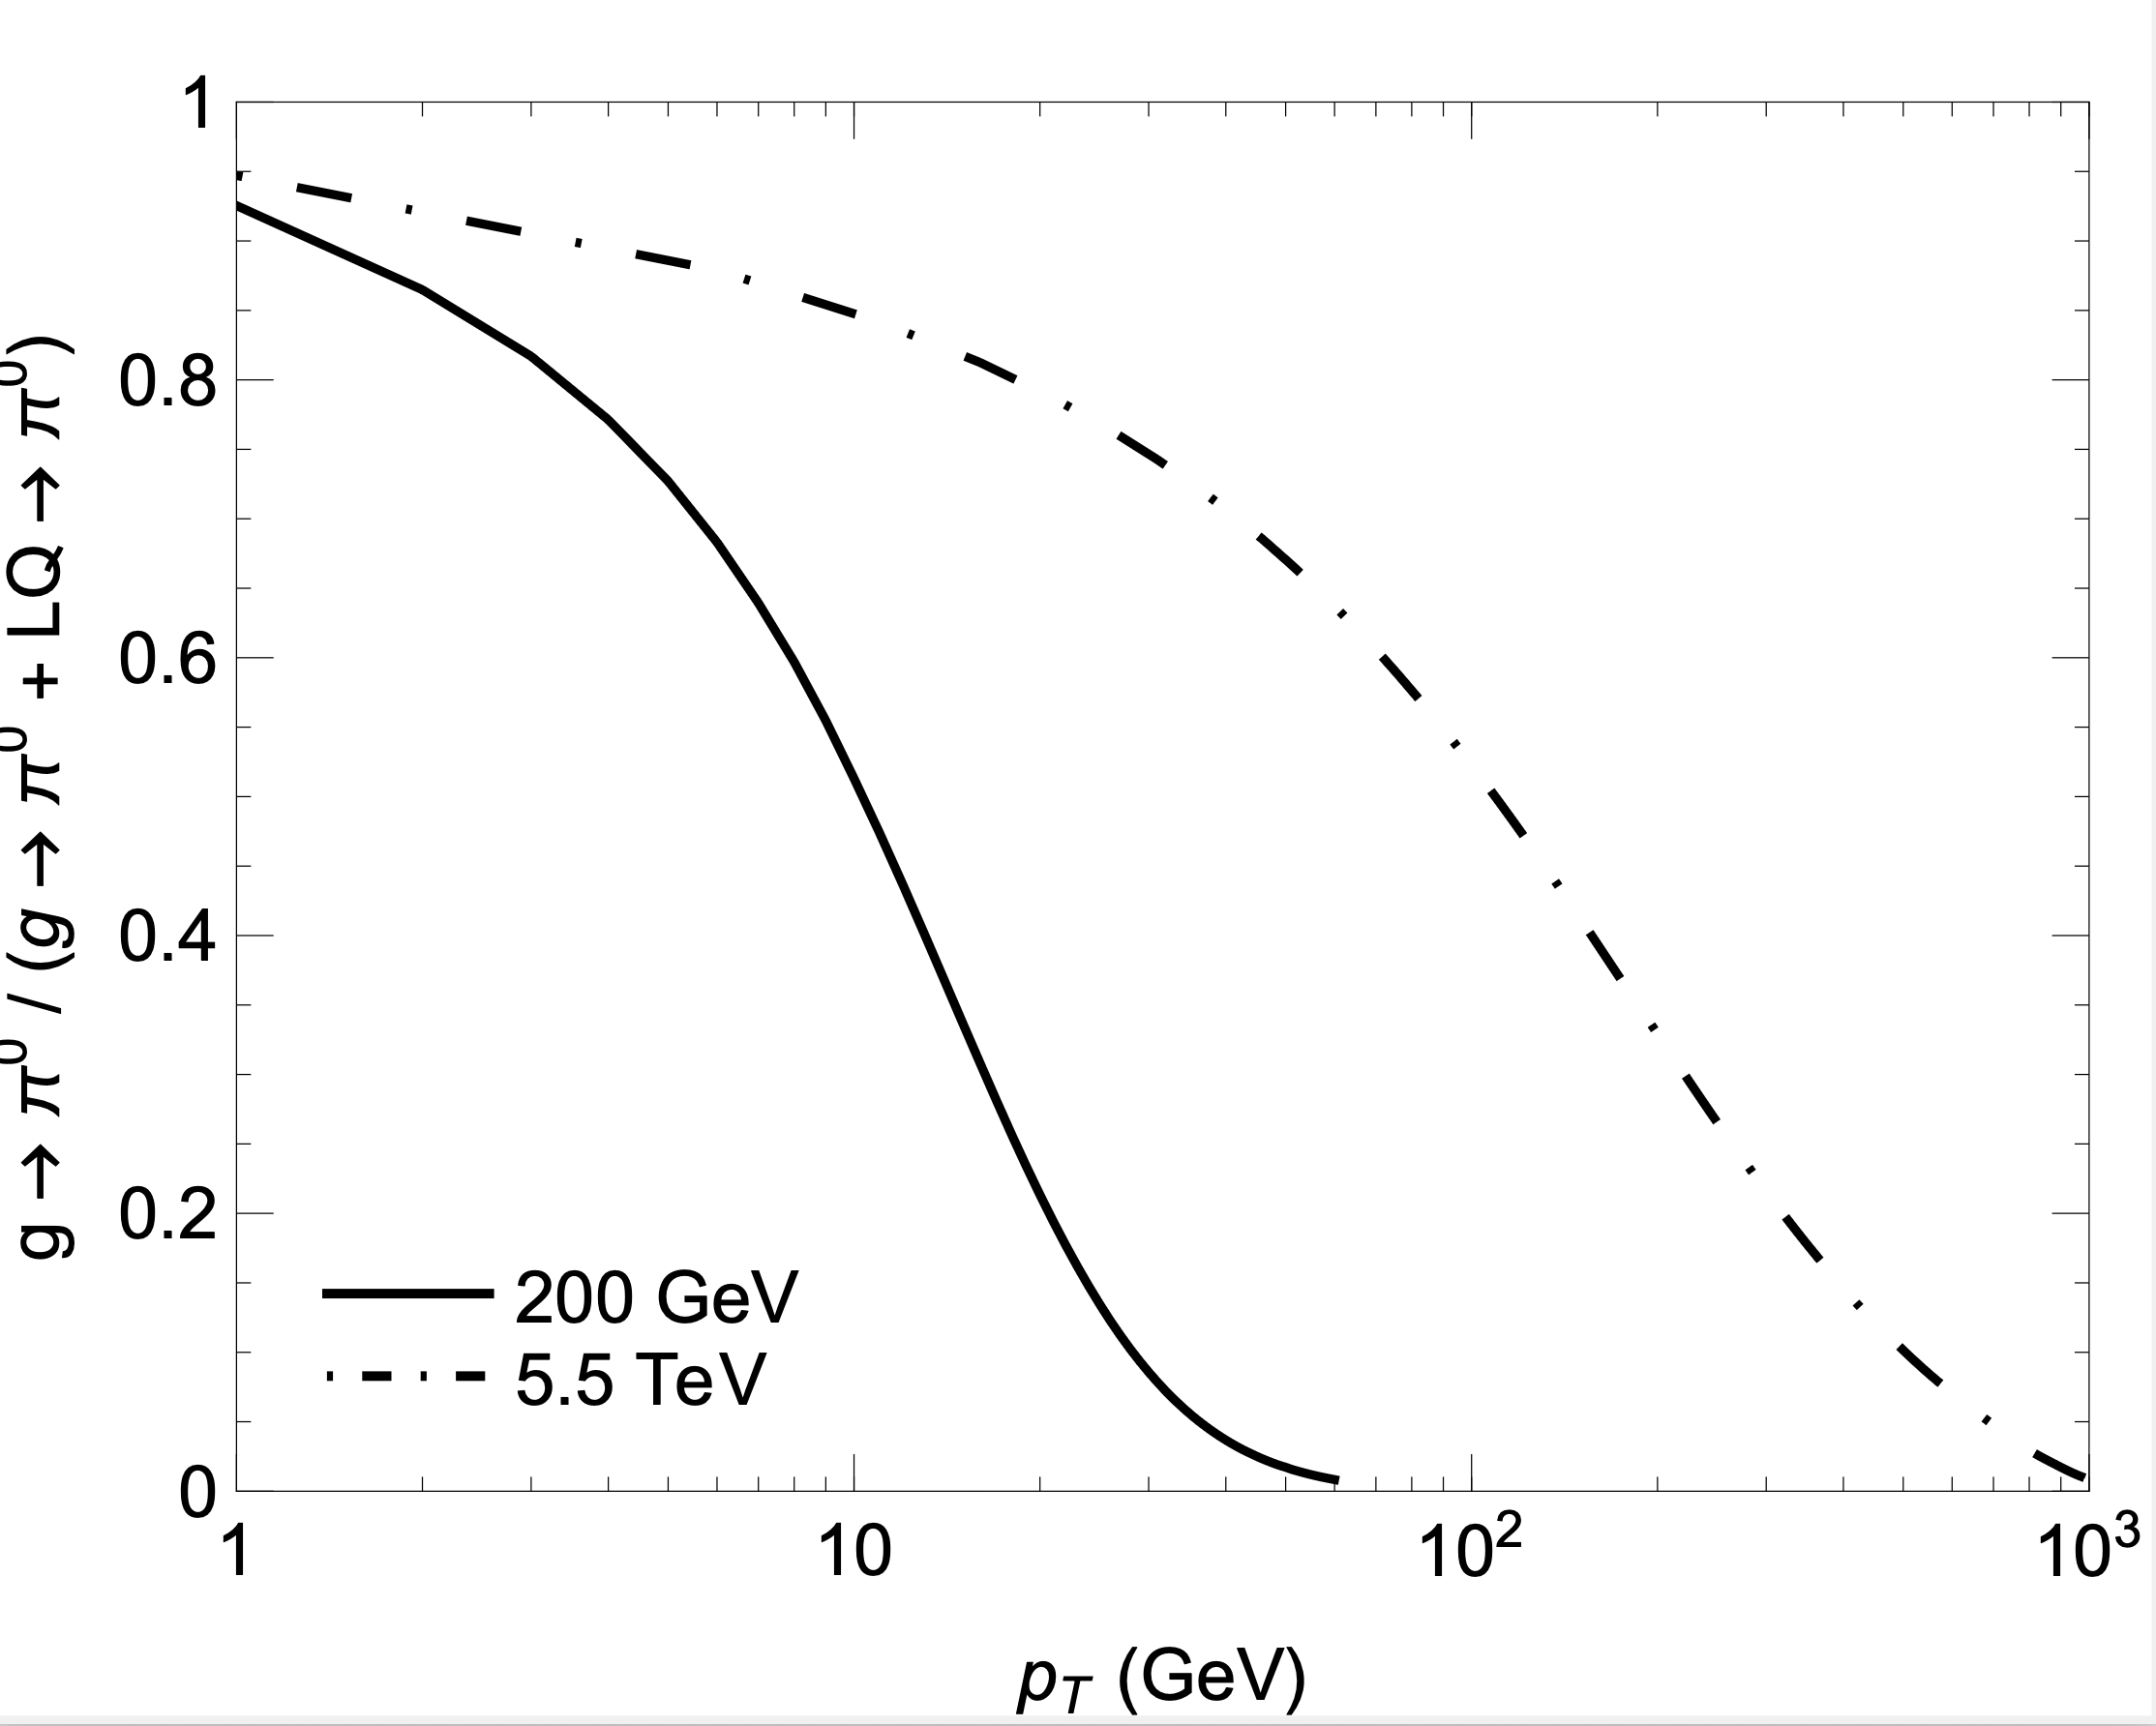 1
0.8
0.6
0.4
0.2
0
g → π⁰ / (g → π⁰ + LQ → π⁰)
200 GeV
5.5 TeV
1 10 10² 10³
p_T (GeV)